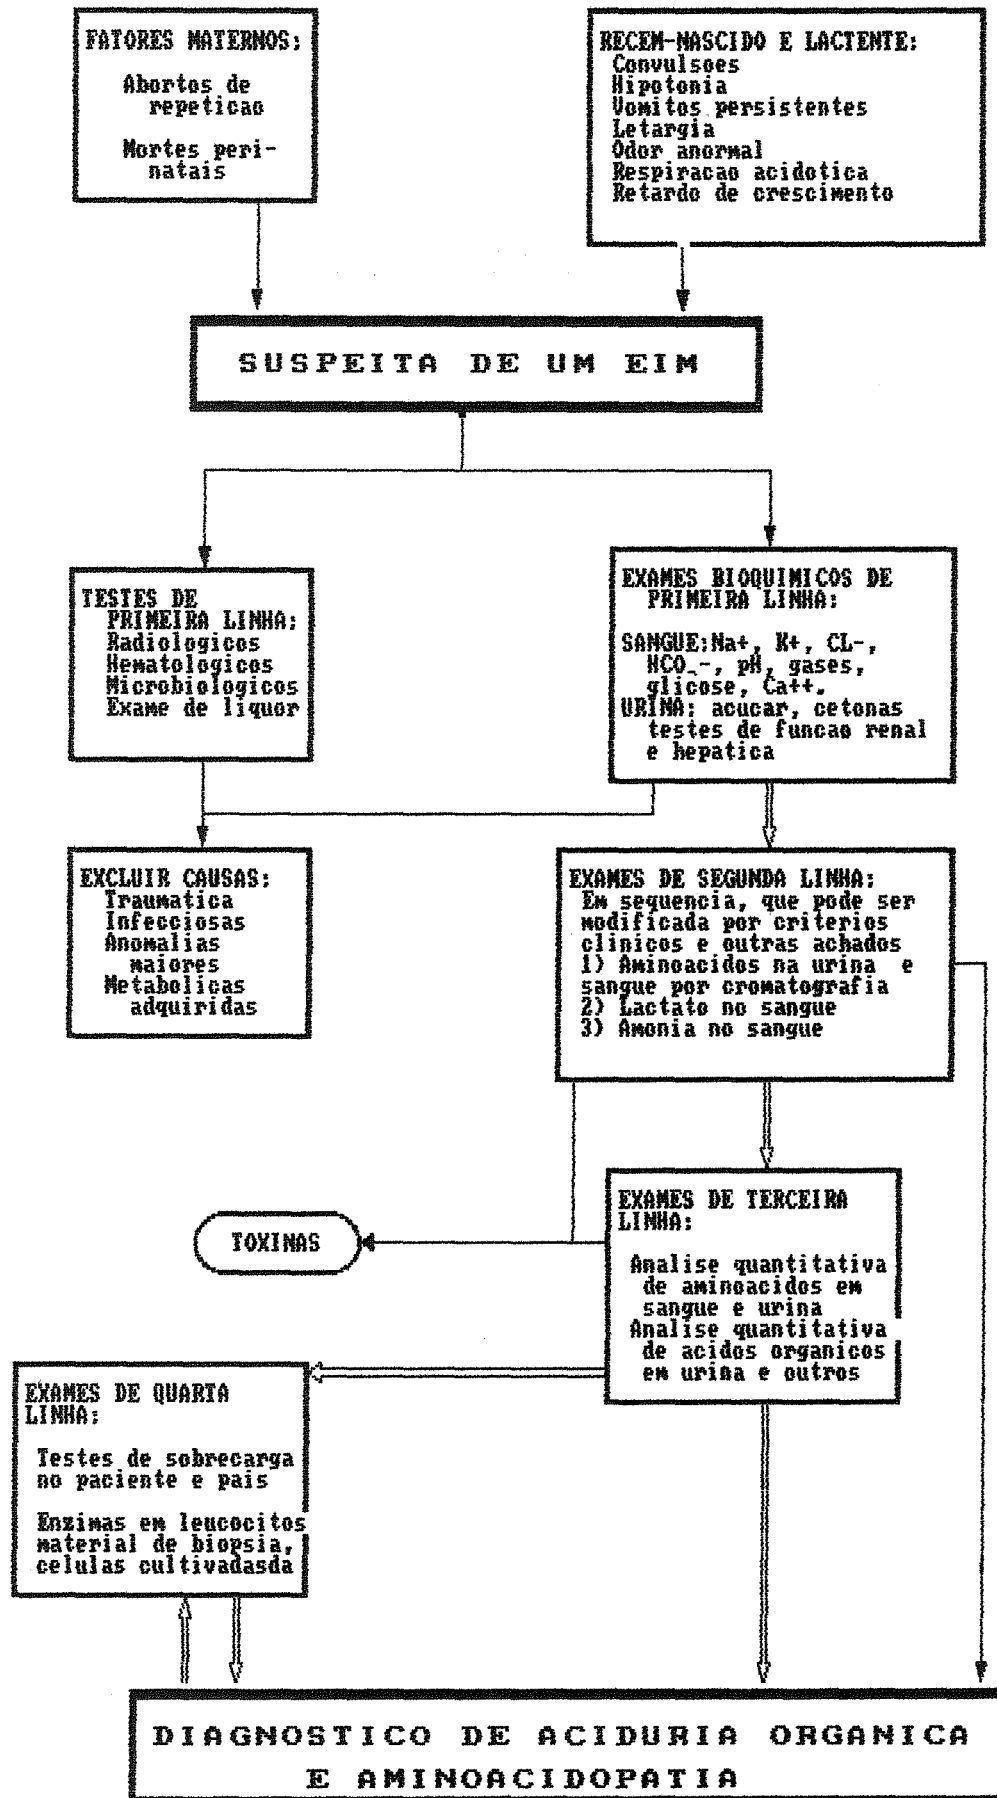 FATORES MATERNOS:
Abortos de
repeticao
Mortes peri-
natais
RECEM-NASCIDO E LACTENTE:
Convulsoes
Hipotonia
Vomitos persistentes
Letargia
Odor anormal
Respiracao acidotica
Retardo de crescimento
SUSPEITA DE UM EIM
TESTES DE
PRIMEIRA LINHA:
Radiologicos
Hematologicos
Microbiologicos
Exame de liquor
EXAMES BIOQUIMICOS DE
PRIMEIRA LINHA:
SANGUE:Na+, K+, CL-,
HCO_-, pH, gases,
glicose, Ca++.
URINA: acucar, cetonas
testes de funcao renal
e hepatica
EXCLUIR CAUSAS:
Traumatica
Infecciosas
Anomalias
maiores
Metabolicas
adquiridas
EXAMES DE SEGUNDA LINHA:
Em sequencia, que pode ser
modificada por criterios
clinicos e outras achados
1) Aminoacidos na urina e
sangue por cromatografia
2) Lactato no sangue
3) Amonia no sangue
EXAMES DE TERCEIRA
LINHA:
Analise quantitativa
de aminoacidos em
sangue e urina
Analise quantitativa
de acidos organicos
em urina e outros
TOXINAS
EXAMES DE QUARTA
LINHA:
Testes de sobrecarga
no paciente e pais
Enzimas em leucocitos
material de biopsia,
celulas cultivadasda
DIAGNOSTICO DE ACIDURIA ORGANICA
E AMINOACIDOPATIA